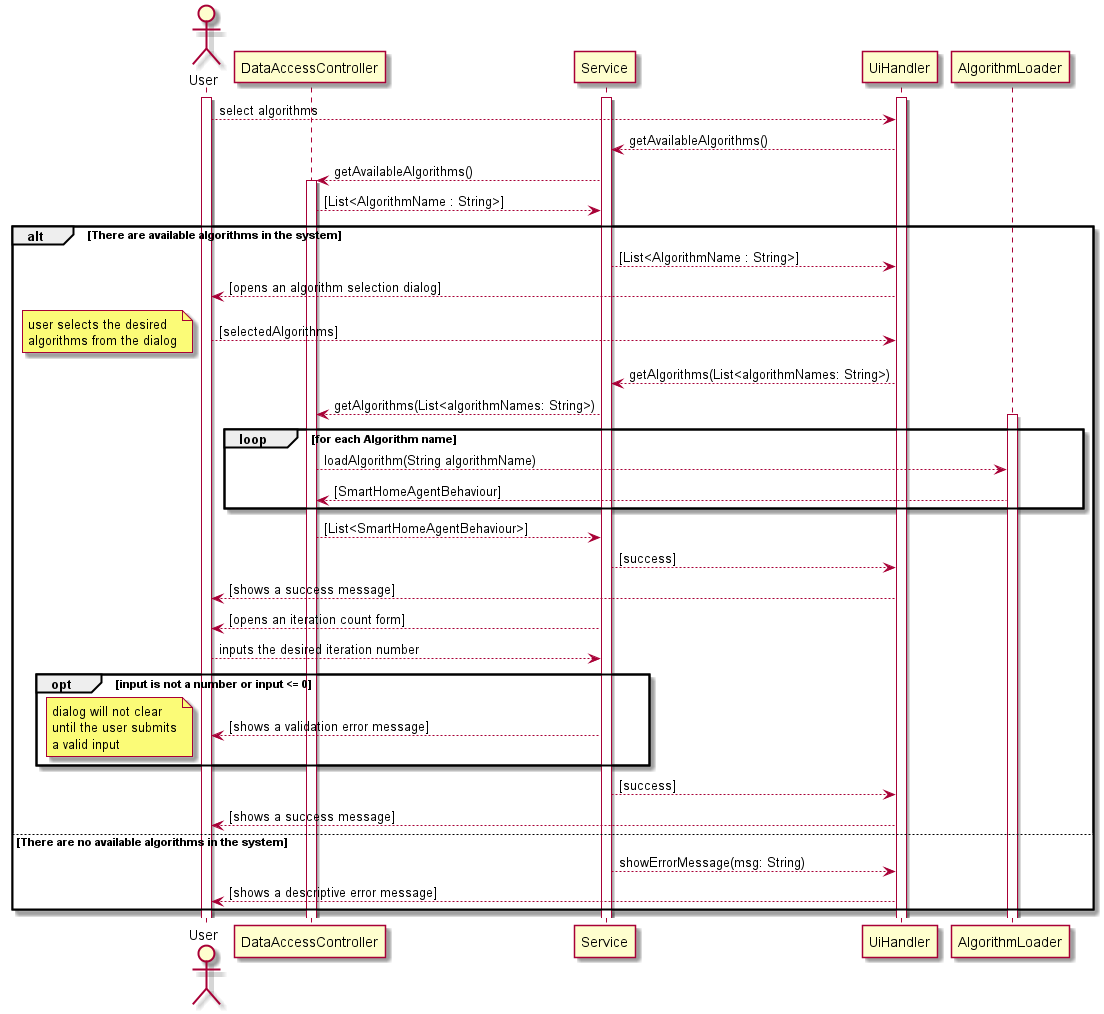 User
DataAccessController
Service
UiHandler
AlgorithmLoader
select algorithms
getAvailableAlgorithms()
getAvailableAlgorithms()
[List<AlgorithmName : String>]
alt
[There are available algorithms in the system]
[List<AlgorithmName : String>]
[opens an algorithm selection dialog]
user selects the desired
algorithms from the dialog
[selectedAlgorithms]
getAlgorithms(List<algorithmNames: String>)
getAlgorithms(List<algorithmNames: String>)
loop
[for each Algorithm name]
loadAlgorithm(String algorithmName)
[SmartHomeAgentBehaviour]
[List<SmartHomeAgentBehaviour>]
[success]
[shows a success message]
[opens an iteration count form]
inputs the desired iteration number
opt
[input is not a number or input <= 0]
dialog will not clear
until the user submits
a valid input
[shows a validation error message]
[success]
[shows a success message]
[There are no available algorithms in the system]
showErrorMessage(msg: String)
[shows a descriptive error message]
User
DataAccessController
Service
UiHandler
AlgorithmLoader